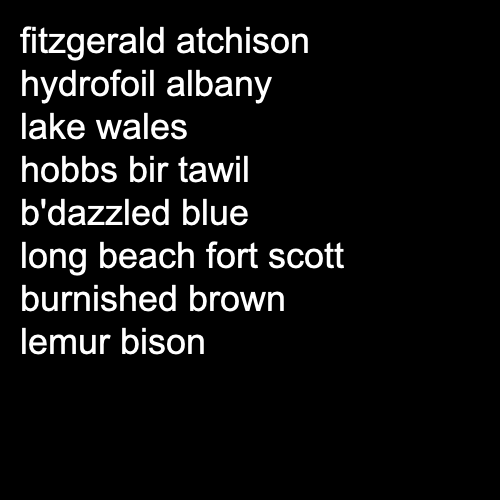 fitzgerald atchison
hydrofoil albany
lake wales
hobbs bir tawil
b'dazzled blue
long beach fort scott
burnished brown
lemur bison